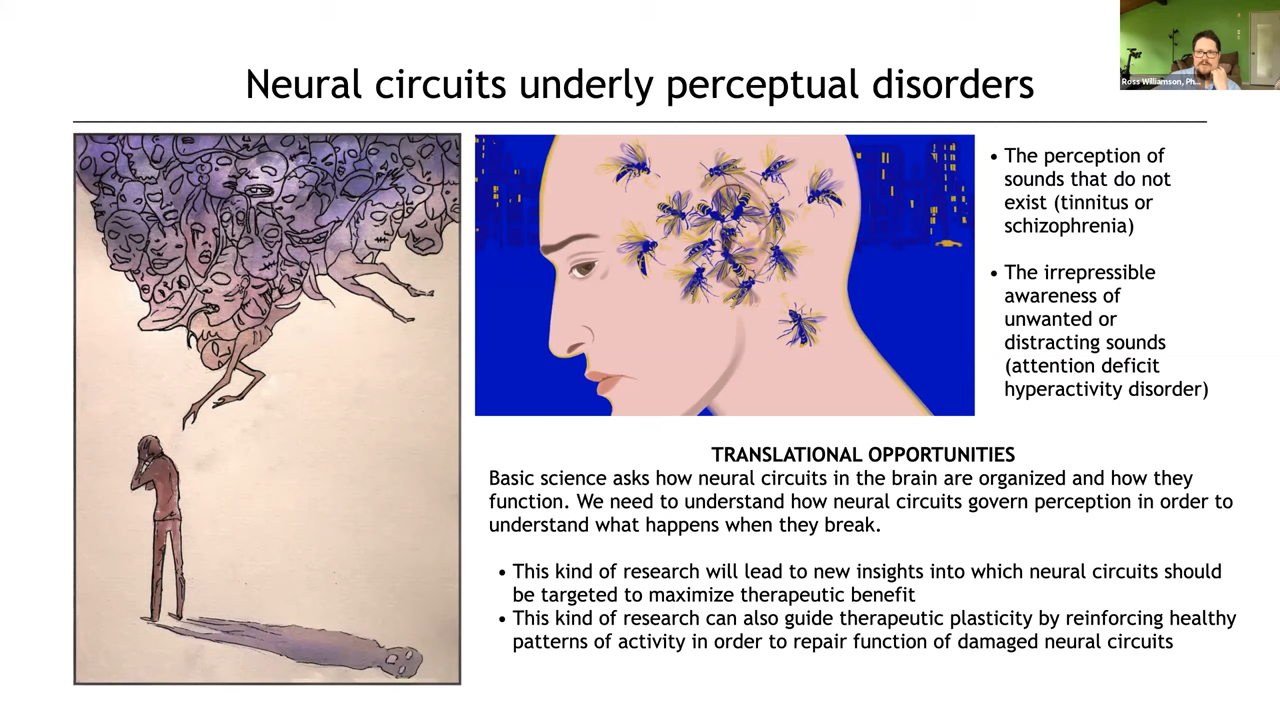 Ross Williamson, Ph...
Neural circuits underly perceptual disorders
• The perception of
sounds that do not
exist (tinnitus or
schizophrenia)
• The irrepressible
awareness of
unwanted or
distracting sounds
(attention deficit
hyperactivity disorder)
TRANSLATIONAL OPPORTUNITIES
Basic science asks how neural circuits in the brain are organized and how they
function. We need to understand how neural circuits govern perception in order to
understand what happens when they break.
• This kind of research will lead to new insights into which neural circuits should
be targeted to maximize therapeutic benefit
• This kind of research can also guide therapeutic plasticity by reinforcing healthy
patterns of activity in order to repair function of damaged neural circuits